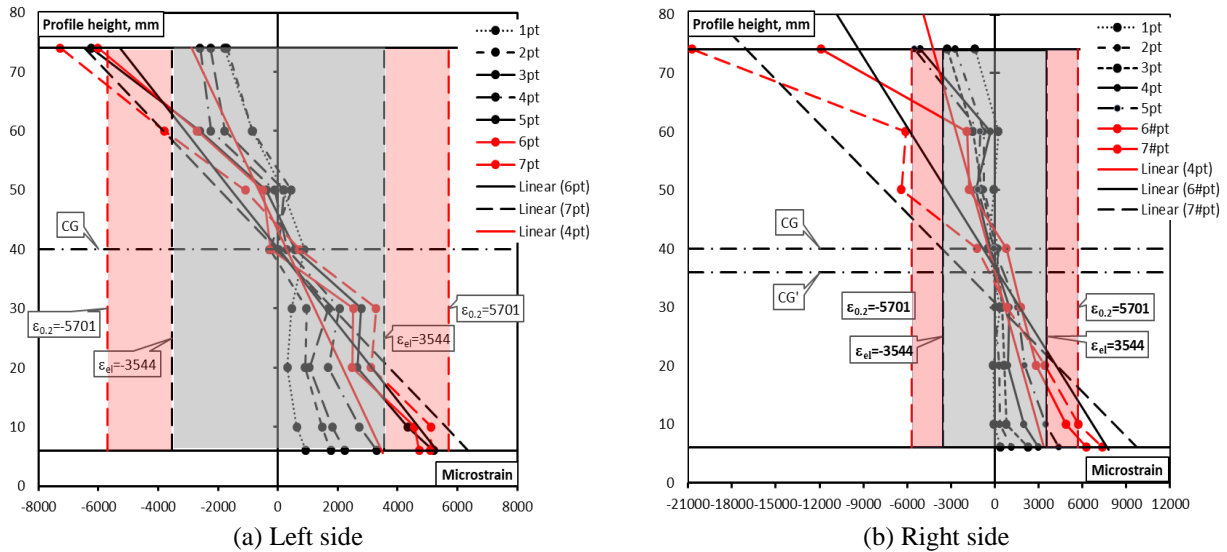 Profile height, mm
80
70
60
50
40
30
20
10
0
CG
ε0.2=-5701
εel=-3544
εel=3544
ε0.2=5701
Microstrain
-8000 -6000 -4000 -2000 0 2000 4000 6000 8000
1pt
2pt
3pt
4pt
5pt
6pt
7pt
Linear (6pt)
Linear (7pt)
Linear (4pt)
(a) Left side
Profile height, mm
80
70
60
50
40
30
20
10
0
CG
CG'
ε0.2=-5701
εel=-3544
ε0.2=5701
εel=3544
Microstrain
-21000 -18000 -15000 -12000 -9000 -6000 -3000 0 3000 6000 9000 12000
1pt
2pt
3pt
4pt
5pt
6#pt
7#pt
Linear (4pt)
Linear (6#pt)
Linear (7#pt)
(b) Right side